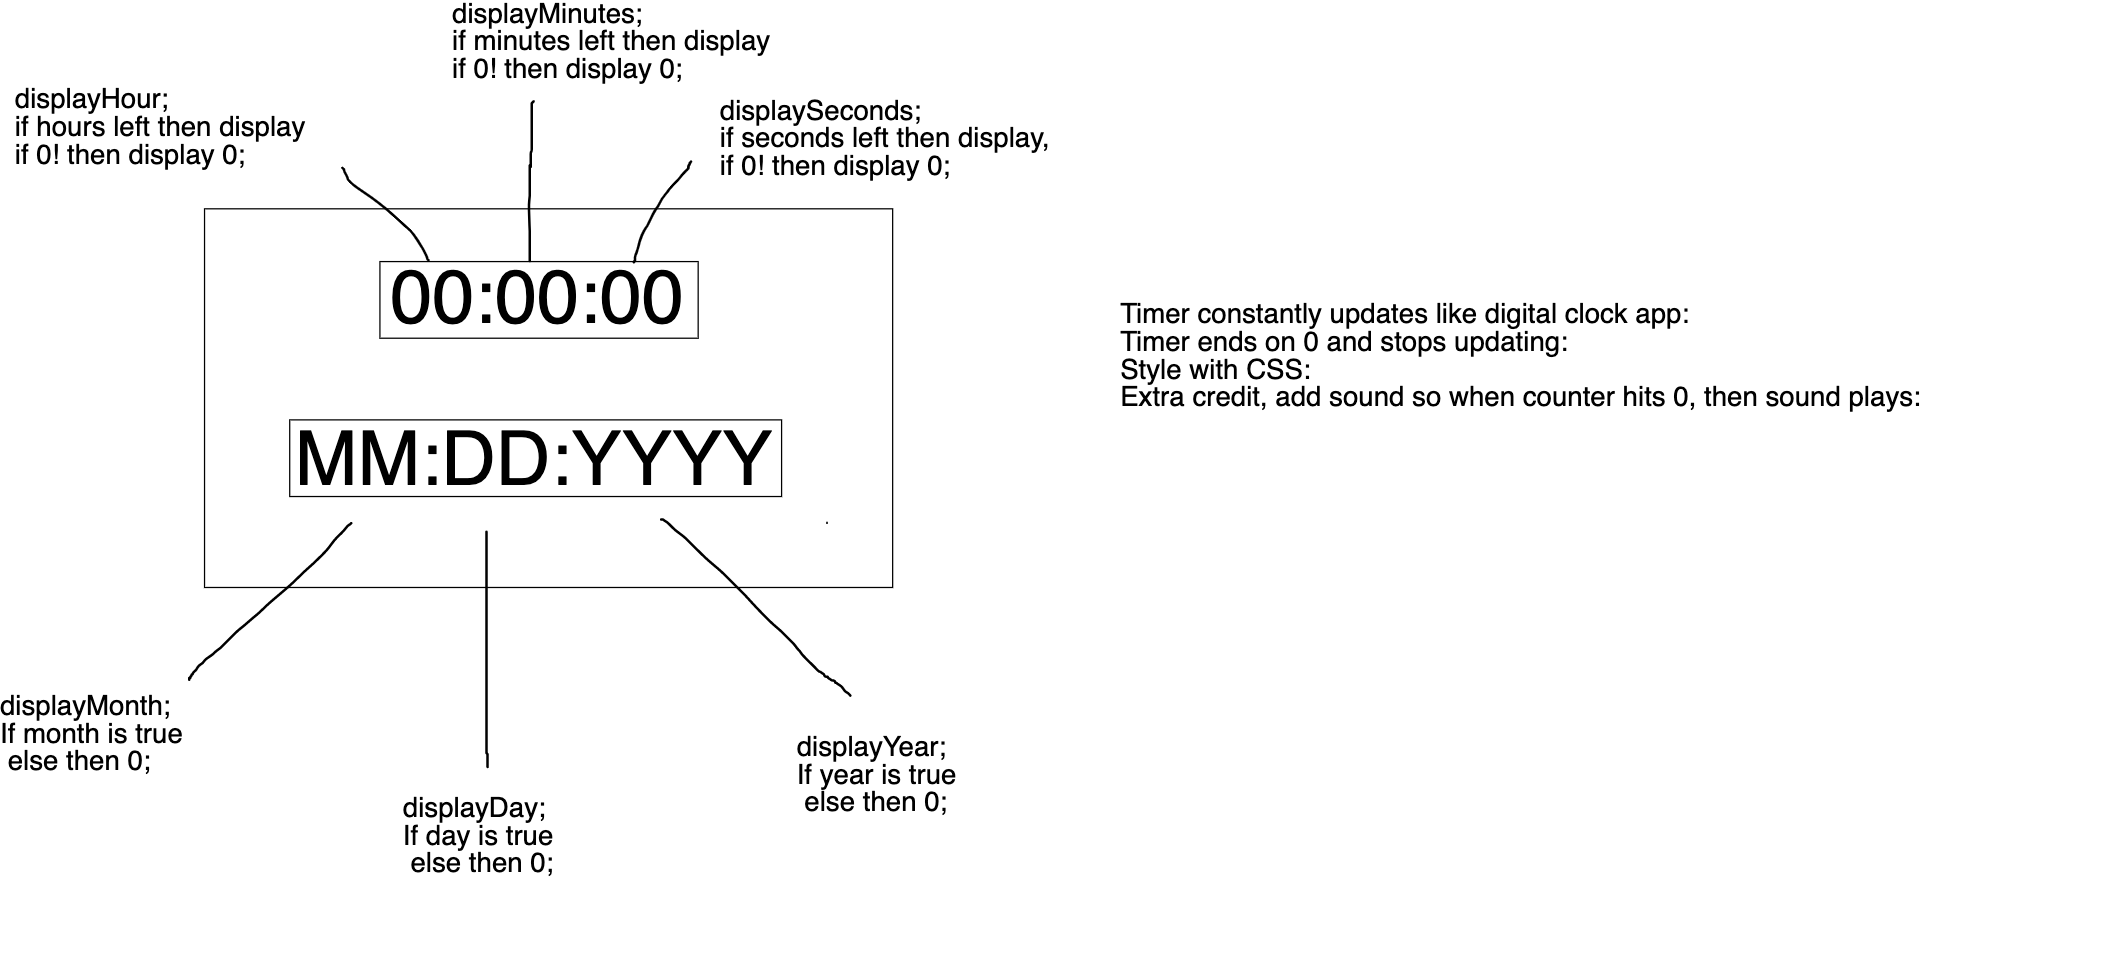 displayMinutes;
if minutes left then display
if 0! then display 0;
displayHour;
if hours left then display
if 0! then display 0;
displaySeconds;
if seconds left then display,
if 0! then display 0;
00:00:00
Timer constantly updates like digital clock app:
Timer ends on 0 and stops updating:
Style with CSS:
Extra credit, add sound so when counter hits 0, then sound plays:
MM:DD:YYYY
displayMonth;
If month is true
else then 0;
displayDay;
If day is true
else then 0;
displayYear;
If year is true
else then 0;